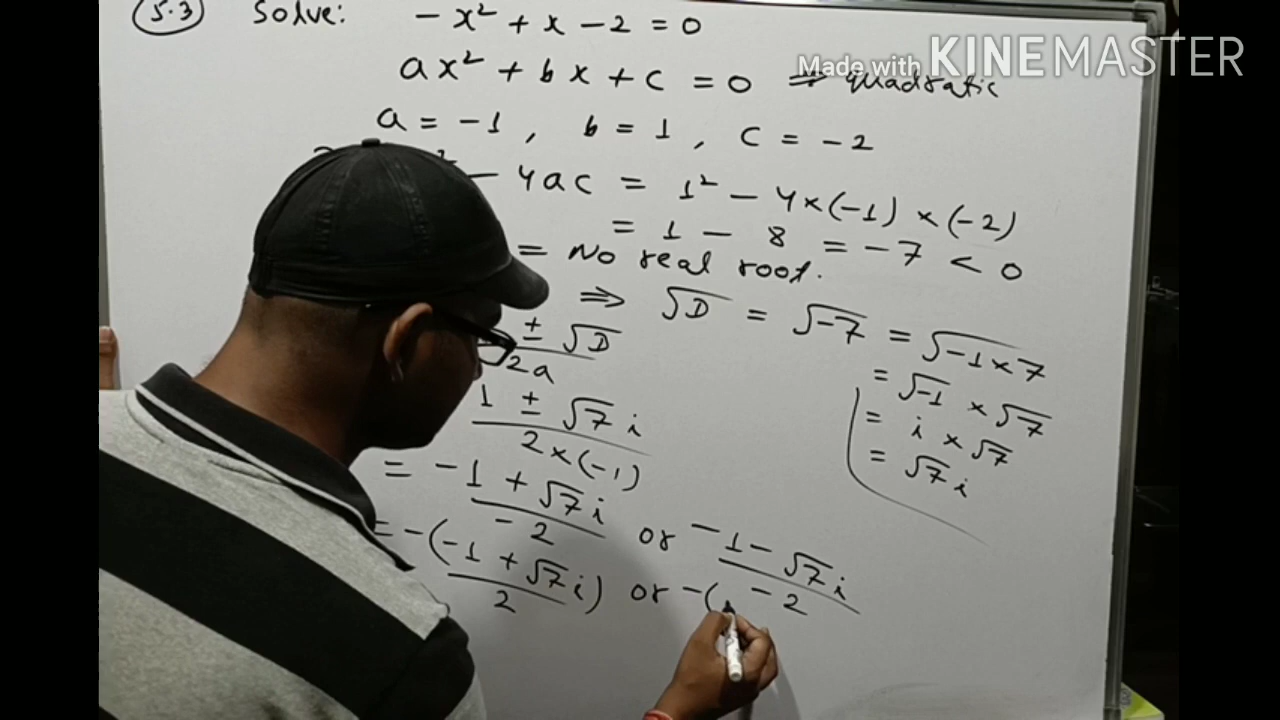 5.3 Solve: -x² + x - 2 = 0
Made with KINEMASTER
ax² + bx + c = 0 ⇒ quadratic
a = -1, b = 1, c = -2
- 4ac = 1² - 4×(-1)×(-2)
= 1 - 8 = -7 < 0
= No real root.
⇒ √D = √-7 = √-1×7
= √-1 × √7
= i × √7
= √7 i
± √D
2a
1 ± √7 i
2×(-1)
= -1 + √7 i or -1 - √7 i
-2 -2
= -(-1 + √7 i) or -(
2